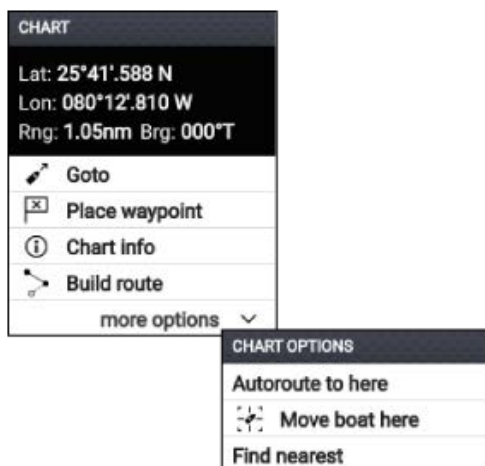 CHART
Lat: 25°41'.588 N
Lon: 080°12'.810 W
Rng: 1.05nm Brg: 000°T
Goto
Place waypoint
Chart info
Build route
more options
CHART OPTIONS
Autoroute to here
Move boat here
Find nearest